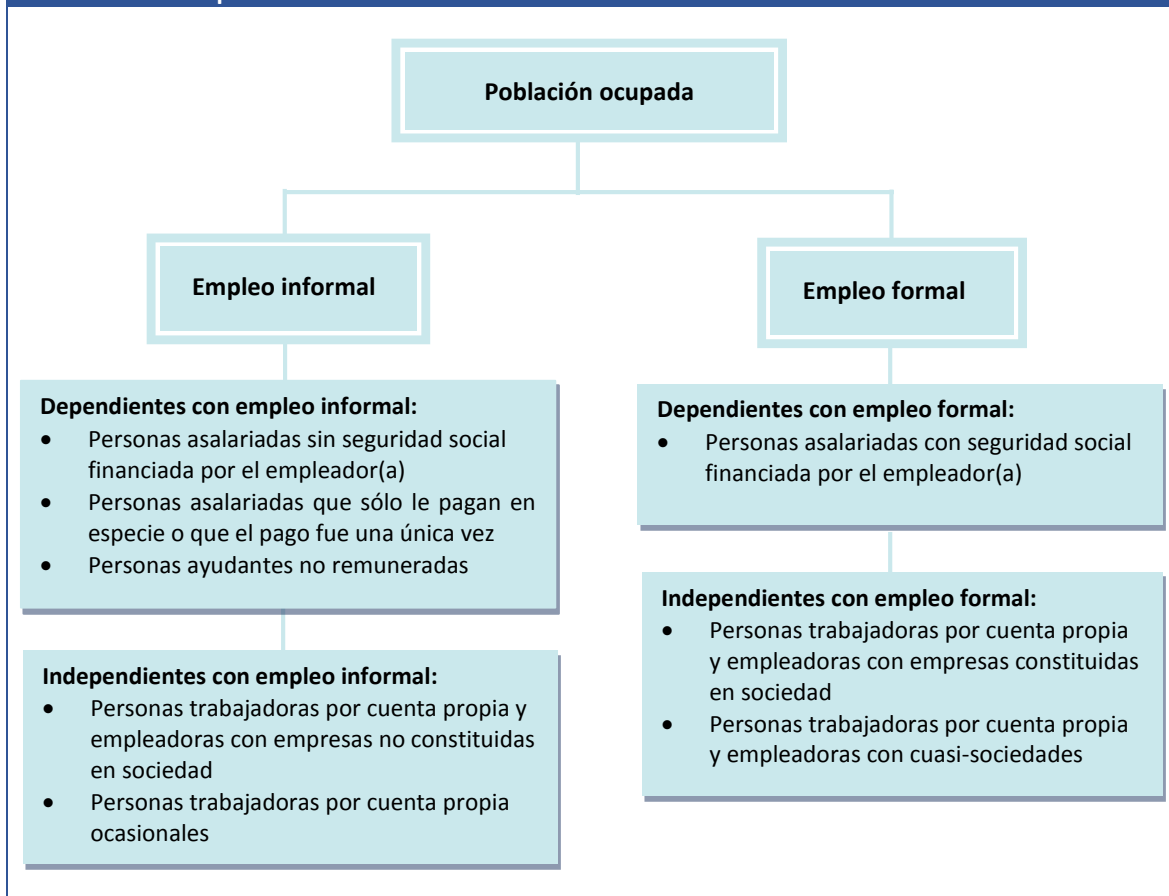 Población ocupada
Empleo informal
Empleo formal
Dependientes con empleo informal:
• Personas asalariadas sin seguridad social
financiada por el empleador(a)
• Personas asalariadas que sólo le pagan en
especie o que el pago fue una única vez
• Personas ayudantes no remuneradas
Independientes con empleo informal:
• Personas trabajadoras por cuenta propia y
empleadoras con empresas no constituidas
en sociedad
• Personas trabajadoras por cuenta propia
ocasionales
Dependientes con empleo formal:
• Personas asalariadas con seguridad social
financiada por el empleador(a)
Independientes con empleo formal:
• Personas trabajadoras por cuenta propia
y empleadoras con empresas constituidas
en sociedad
• Personas trabajadoras por cuenta propia
y empleadoras con cuasi-sociedades